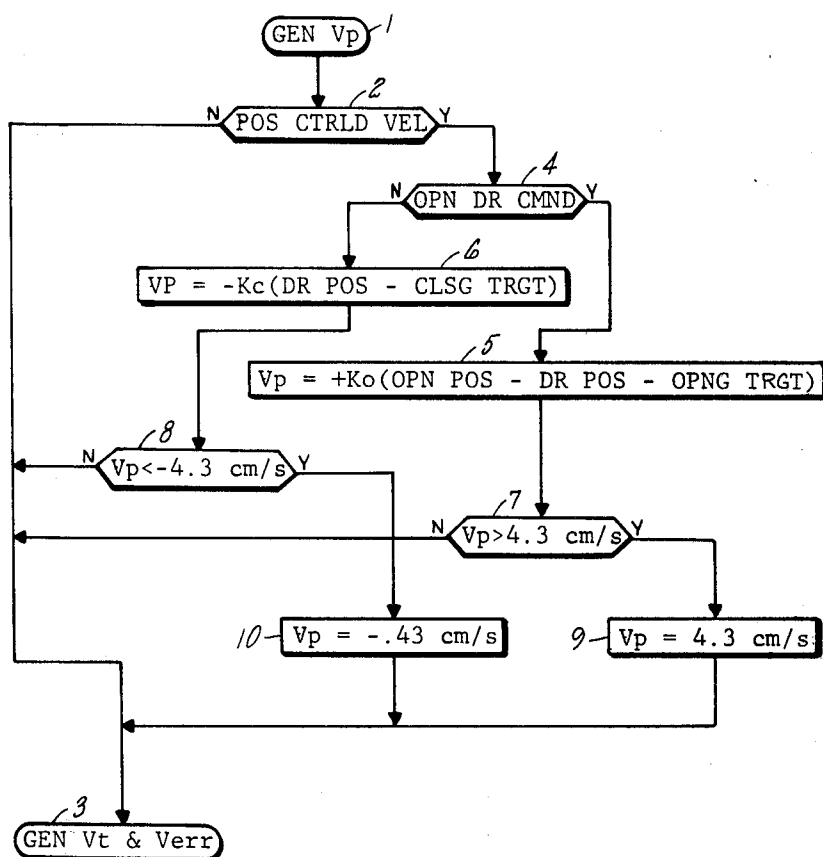 1
GEN Vp
2
N POS CTRLD VEL Y
4
N OPN DR CMND Y
6
VP = -Kc(DR POS - CLSG TRGT)
5
Vp = +Ko(OPN POS - DR POS - OPNG TRGT)
8
N Vp<-4.3 cm/s Y
7
N Vp>4.3 cm/s Y
10 Vp = -.43 cm/s
9 Vp = 4.3 cm/s
3
GEN Vt & Verr